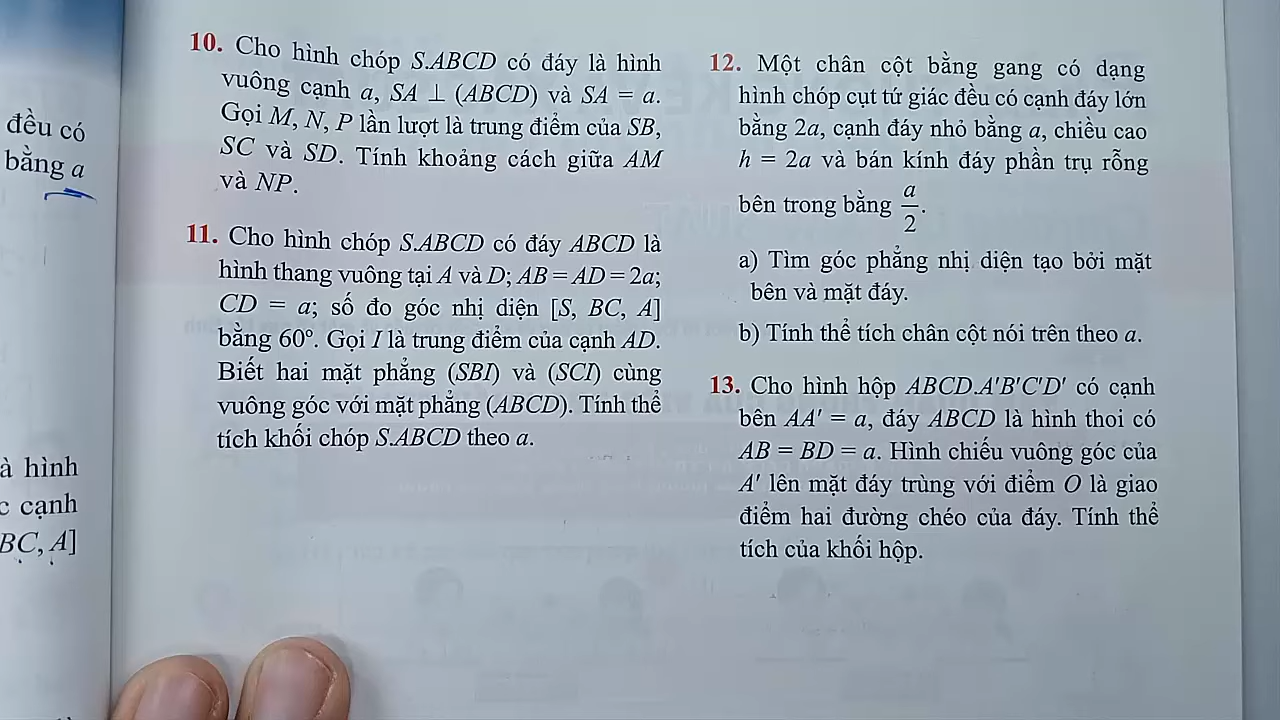 đều có
bằng a
à hình
c cạnh
BC, A]
10. Cho hình chóp S.ABCD có đáy là hình
vuông cạnh a, SA ⊥ (ABCD) và SA = a.
Gọi M, N, P lần lượt là trung điểm của SB,
SC và SD. Tính khoảng cách giữa AM
và NP.
11. Cho hình chóp S.ABCD có đáy ABCD là
hình thang vuông tại A và D; AB = AD = 2a;
CD = a; số đo góc nhị diện [S, BC, A]
bằng 60°. Gọi I là trung điểm của cạnh AD.
Biết hai mặt phẳng (SBI) và (SCI) cùng
vuông góc với mặt phẳng (ABCD). Tính thể
tích khối chóp S.ABCD theo a.
12. Một chân cột bằng gang có dạng
hình chóp cụt tứ giác đều có cạnh đáy lớn
bằng 2a, cạnh đáy nhỏ bằng a, chiều cao
h = 2a và bán kính đáy phần trụ rỗng
bên trong bằng a/2.
a) Tìm góc phẳng nhị diện tạo bởi mặt
bên và mặt đáy.
b) Tính thể tích chân cột nói trên theo a.
13. Cho hình hộp ABCD.A'B'C'D' có cạnh
bên AA' = a, đáy ABCD là hình thoi có
AB = BD = a. Hình chiếu vuông góc của
A' lên mặt đáy trùng với điểm O là giao
điểm hai đường chéo của đáy. Tính thể
tích của khối hộp.